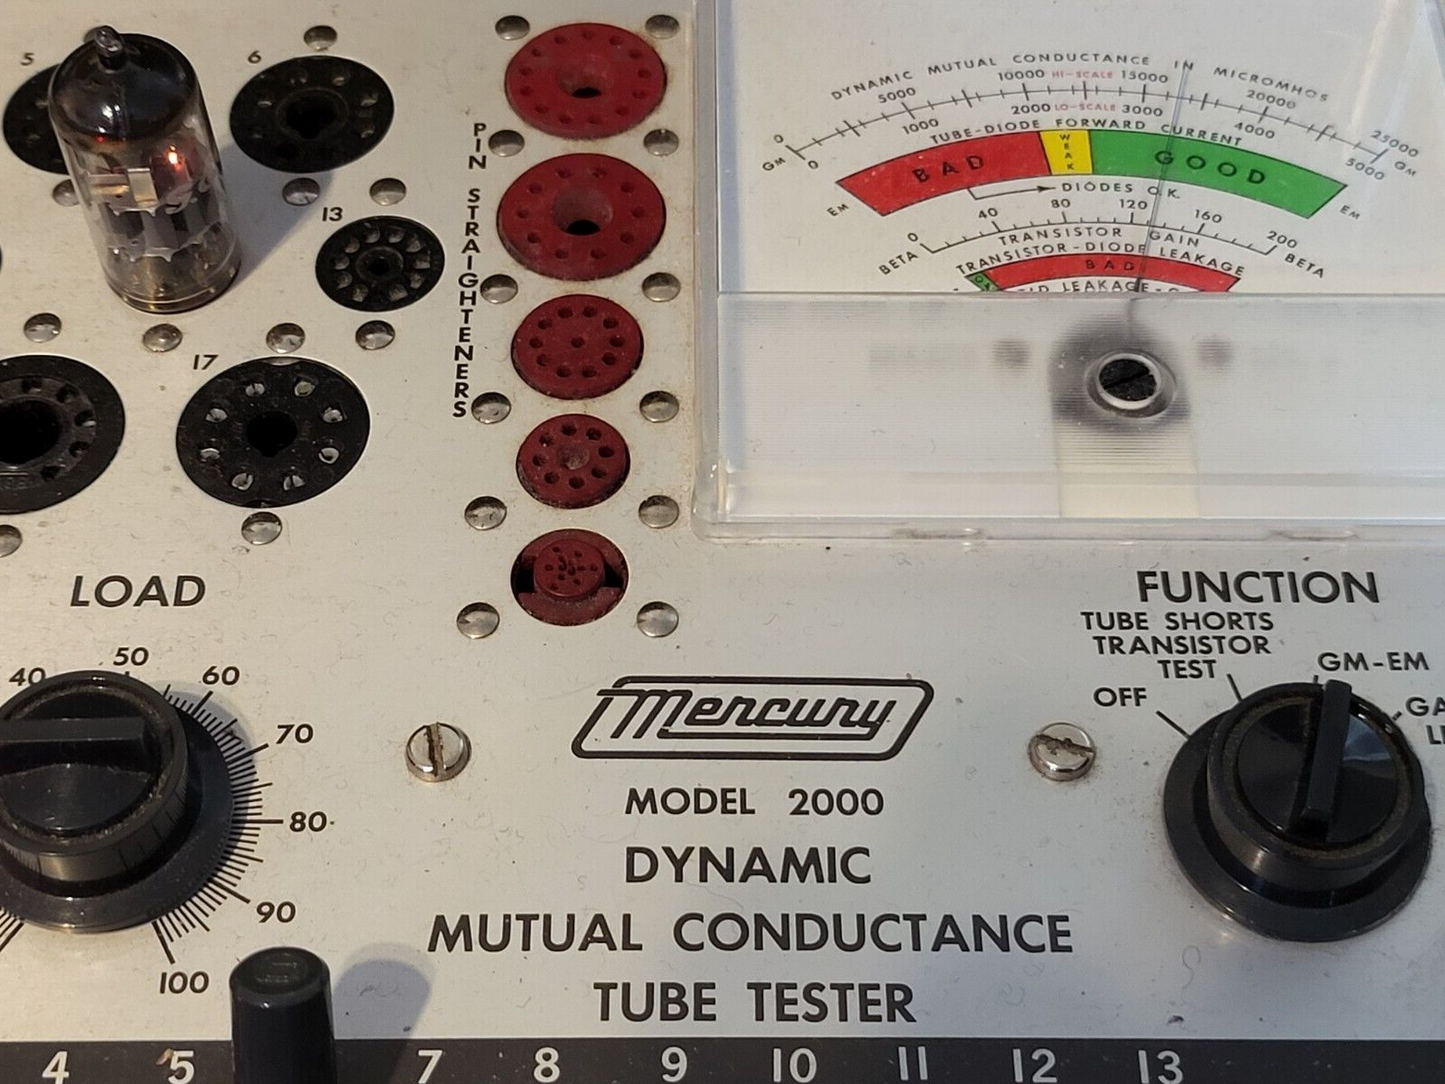 5
6
13
17
PIN STRAIGHTENERS
DYNAMIC MUTUAL CONDUCTANCE IN MICROMHOS
0 5000 10000 HI-SCALE 15000 20000 25000
GM 0 1000 2000 LO-SCALE 3000 4000 5000 GM
TUBE-DIODE FORWARD CURRENT
BAD WEAK GOOD
EM DIODES O.K. EM
0 40 80 120 160 200
BETA TRANSISTOR GAIN BETA
TRANSISTOR-DIODE LEAKAGE
BAD
LEAKAGE
LOAD
40 50 60 70 80 90 100
FUNCTION
TUBE SHORTS
TRANSISTOR
TEST
OFF
GM-EM
Mercury
MODEL 2000
DYNAMIC
MUTUAL CONDUCTANCE
TUBE TESTER
4 5 7 8 9 10 11 12 13